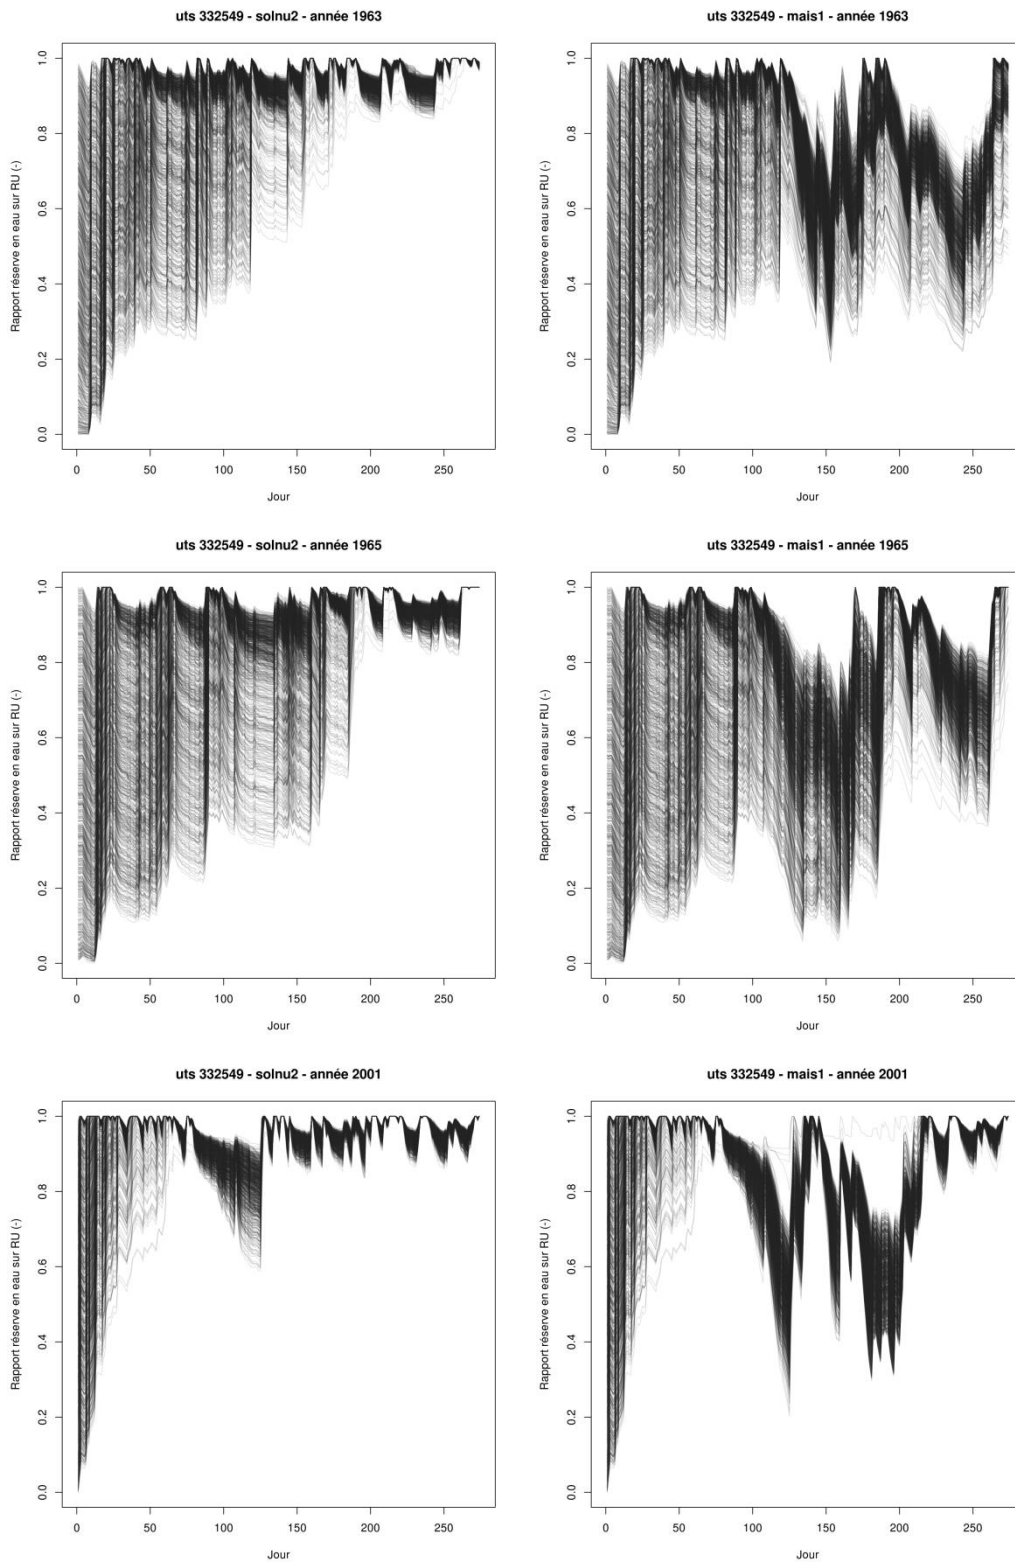 uts 332549 - solnu2 - année 1963
uts 332549 - mais1 - année 1963
Rapport réserve en eau sur RU (-)
1.0
0.8
0.6
0.4
0.2
0.0
0 50 100 150 200 250
Jour
Rapport réserve en eau sur RU (-)
1.0
0.8
0.6
0.4
0.2
0.0
0 50 100 150 200 250
Jour
uts 332549 - solnu2 - année 1965
uts 332549 - mais1 - année 1965
Rapport réserve en eau sur RU (-)
1.0
0.8
0.6
0.4
0.2
0.0
0 50 100 150 200 250
Jour
Rapport réserve en eau sur RU (-)
1.0
0.8
0.6
0.4
0.2
0.0
0 50 100 150 200 250
Jour
uts 332549 - solnu2 - année 2001
uts 332549 - mais1 - année 2001
Rapport réserve en eau sur RU (-)
1.0
0.8
0.6
0.4
0.2
0.0
0 50 100 150 200 250
Jour
Rapport réserve en eau sur RU (-)
1.0
0.8
0.6
0.4
0.2
0.0
0 50 100 150 200 250
Jour